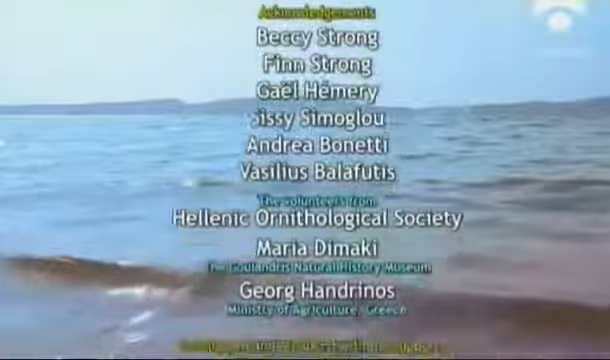 Acknowledgements
Beccy Strong
Finn Strong
Gaël Hémery
Sissy Simoglou
Andrea Bonetti
Vasilius Balafutis
The volunteers from
Hellenic Ornithological Society
Maria Dimaki
The Goulandris Natural History Museum
Georg Handrinos
Ministry of Agriculture, Greece